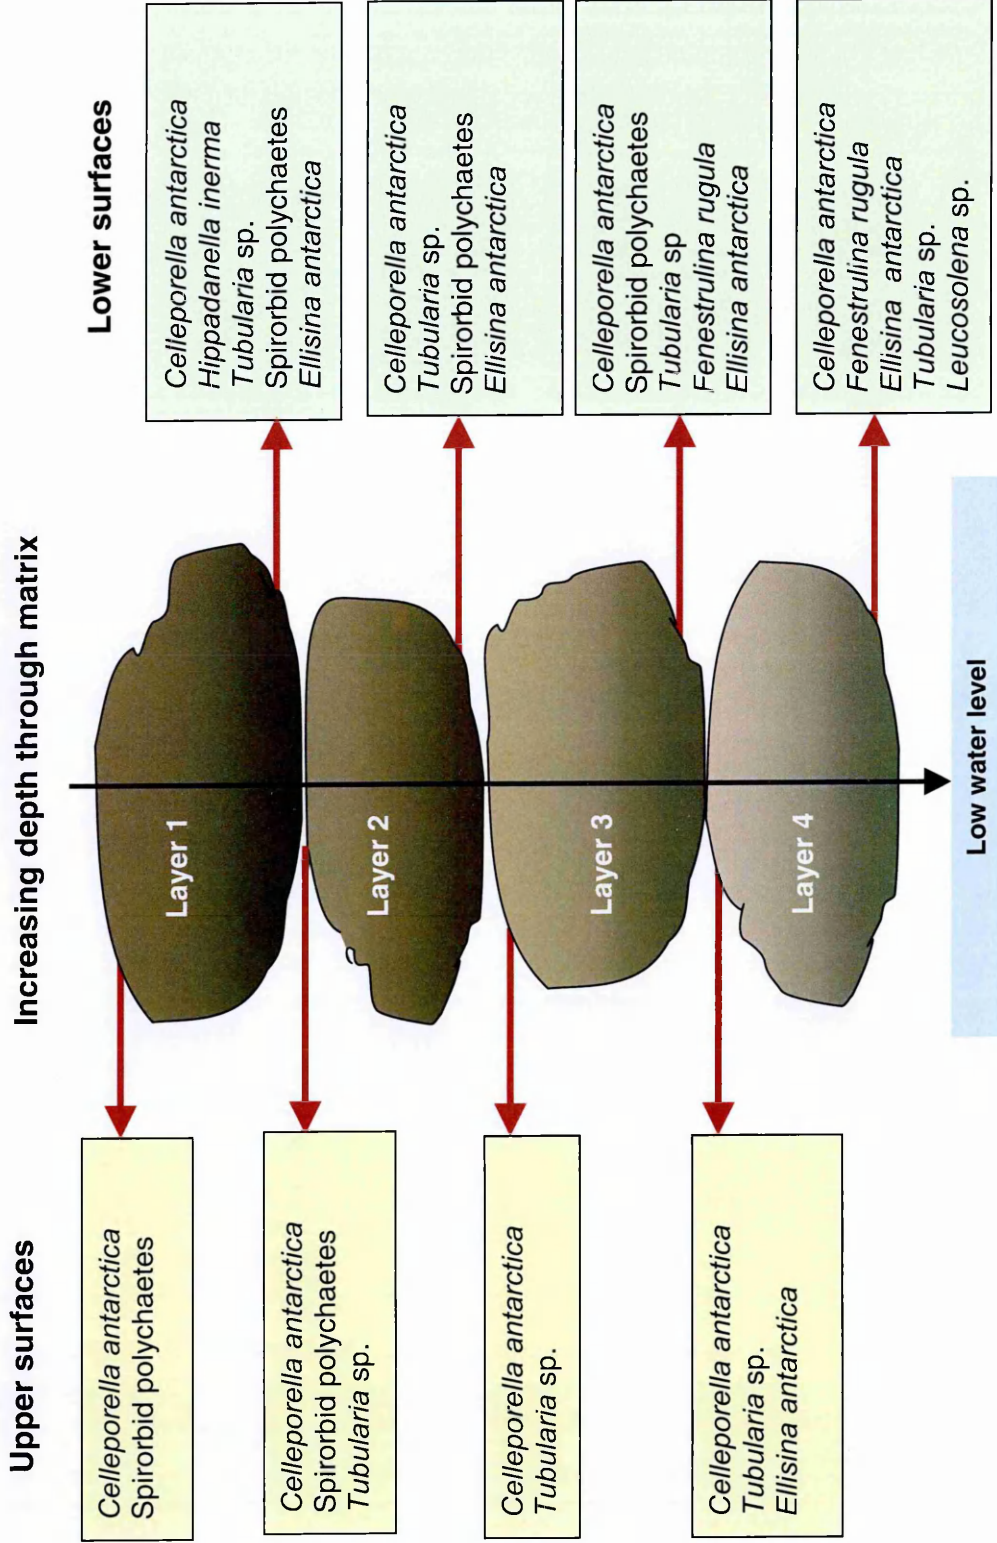 Increasing depth through matrix
Upper surfaces
Lower surfaces
Layer 1
Celleporella antarctica
Spirorbid polychaetes
Celleporella antarctica
Hippadanella inerma
Tubularia sp.
Spirorbid polychaetes
Ellisina antarctica
Layer 2
Celleporella antarctica
Spirorbid polychaetes
Tubularia sp.
Celleporella antarctica
Tubularia sp.
Spirorbid polychaetes
Ellisina antarctica
Layer 3
Celleporella antarctica
Tubularia sp.
Celleporella antarctica
Spirorbid polychaetes
Tubularia sp
Fenestrulina rugula
Ellisina antarctica
Layer 4
Celleporella antarctica
Tubularia sp.
Ellisina antarctica
Celleporella antarctica
Fenestrulina rugula
Ellisina antarctica
Tubularia sp.
Leucosolena sp.
Low water level